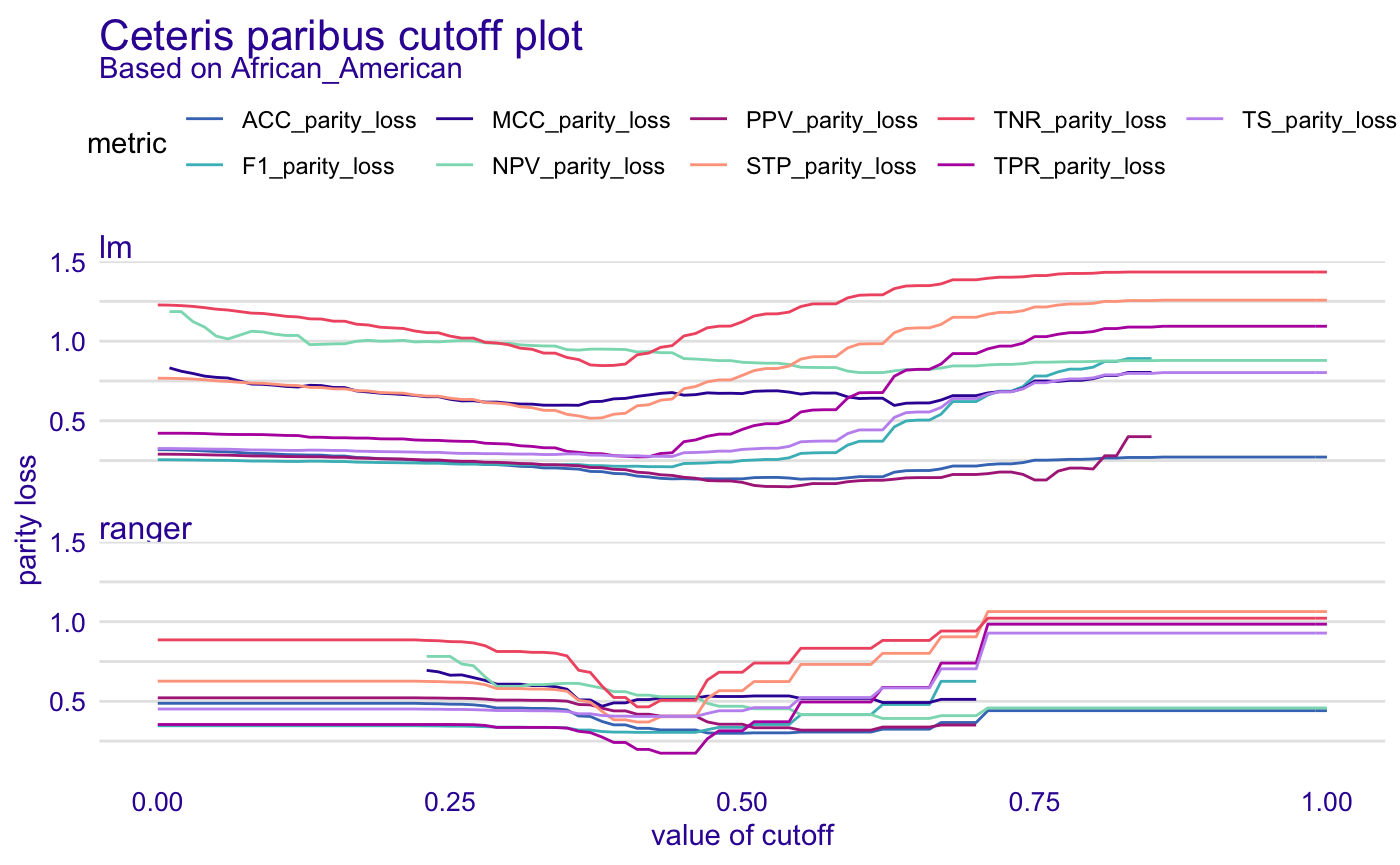 Ceteris paribus cutoff plot
Based on African_American
metric
ACC_parity_loss MCC_parity_loss PPV_parity_loss TNR_parity_loss TS_parity_loss
F1_parity_loss NPV_parity_loss STP_parity_loss TPR_parity_loss
lm
1.5
1.0
0.5
parity loss
ranger
1.5
1.0
0.5
0.00 0.25 0.50 0.75 1.00
value of cutoff